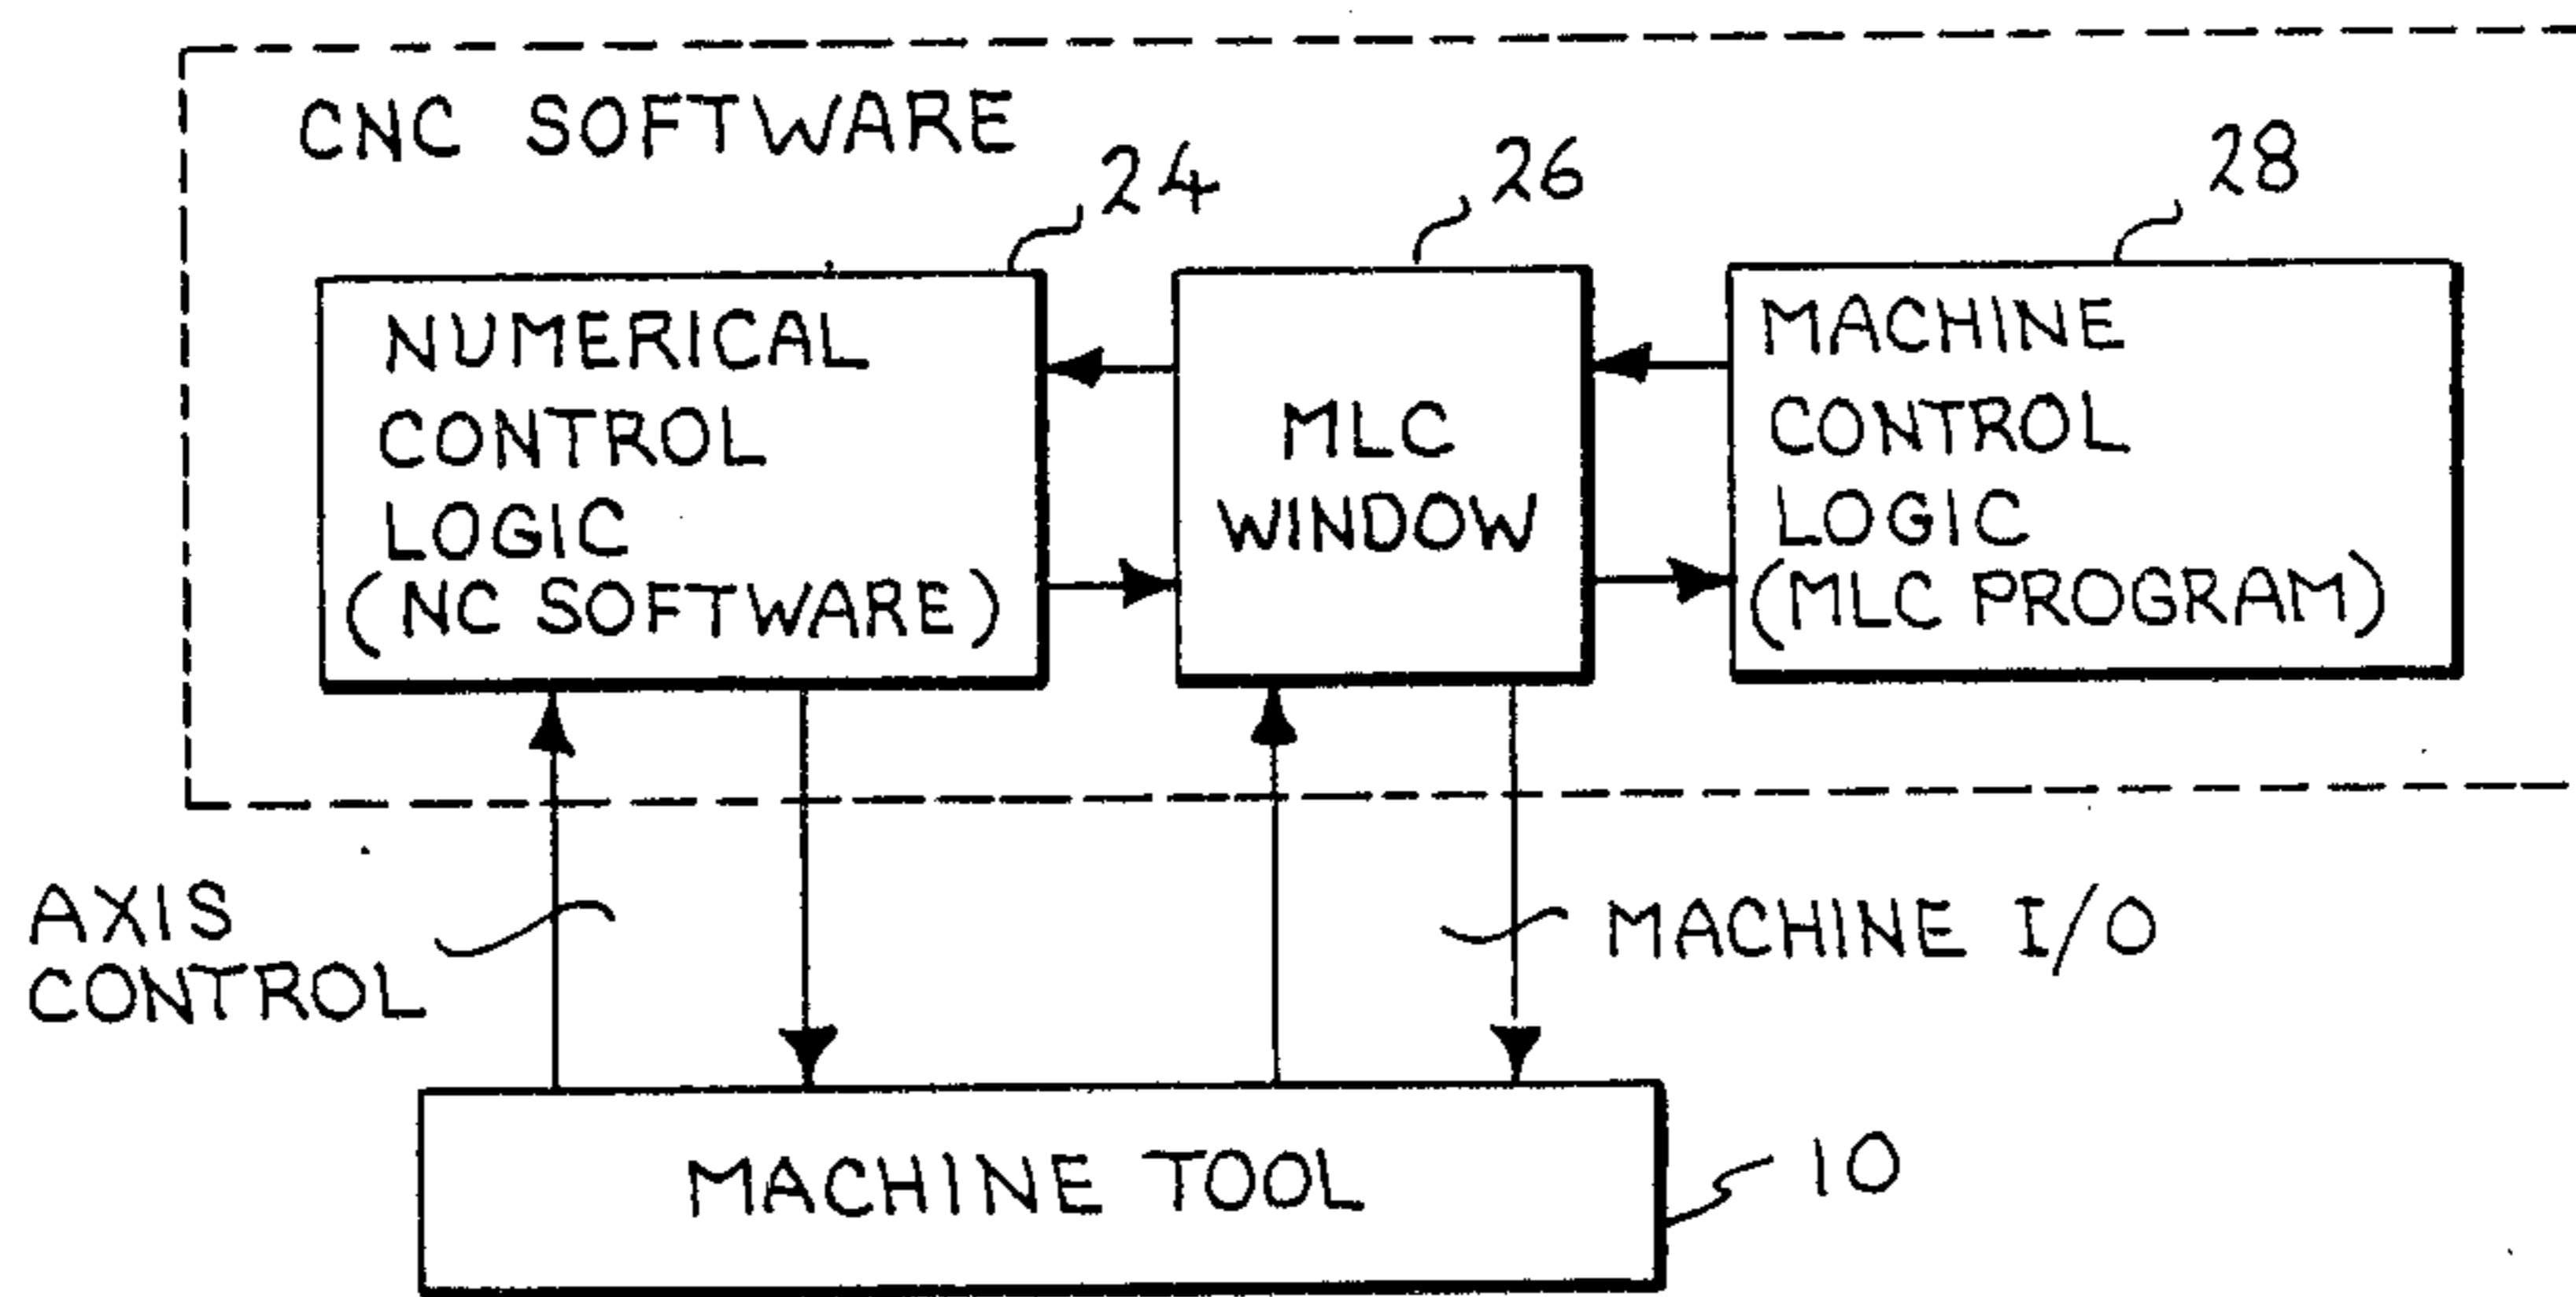 CNC SOFTWARE
24
26
28
NUMERICAL
CONTROL
LOGIC
(NC SOFTWARE)
MLC
WINDOW
MACHINE
CONTROL
LOGIC
(MLC PROGRAM)
AXIS
CONTROL
MACHINE I/O
MACHINE TOOL
10